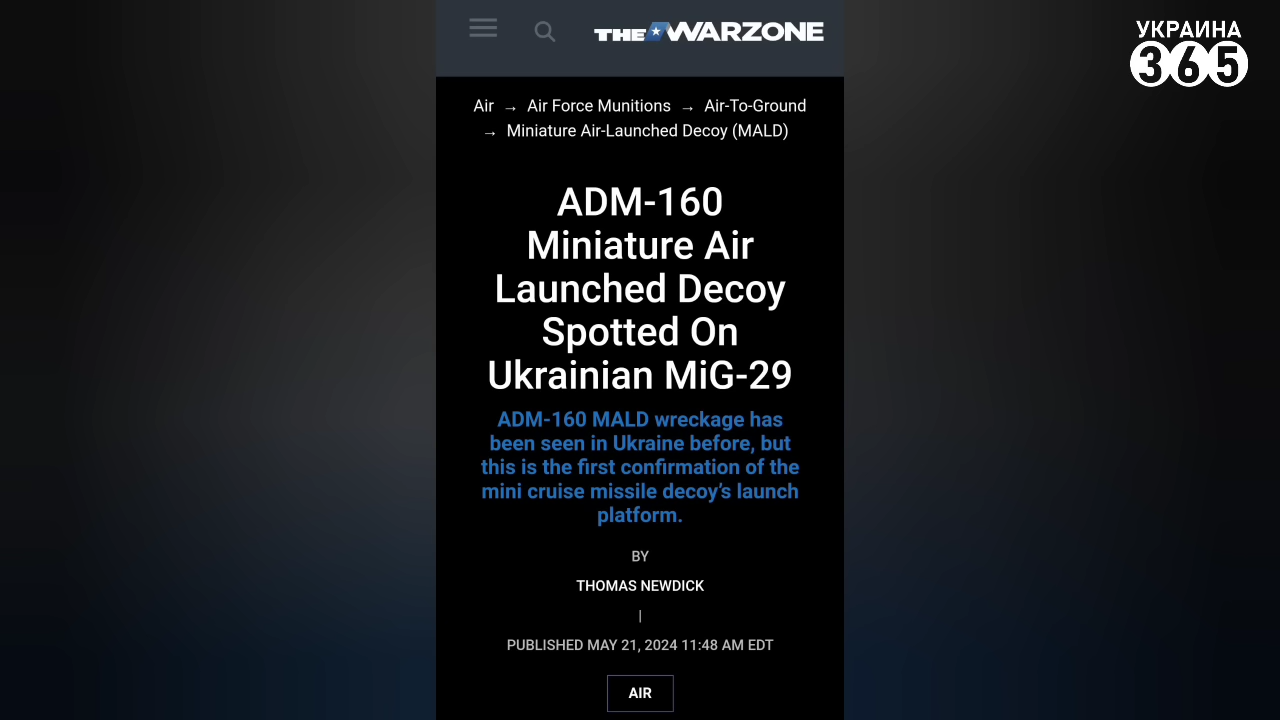 THE WARZONE
УКРАИНА
365
Air → Air Force Munitions → Air-To-Ground
→ Miniature Air-Launched Decoy (MALD)
ADM-160
Miniature Air
Launched Decoy
Spotted On
Ukrainian MiG-29
ADM-160 MALD wreckage has
been seen in Ukraine before, but
this is the first confirmation of the
mini cruise missile decoy’s launch
platform.
BY
THOMAS NEWDICK
|
PUBLISHED MAY 21, 2024 11:48 AM EDT
AIR